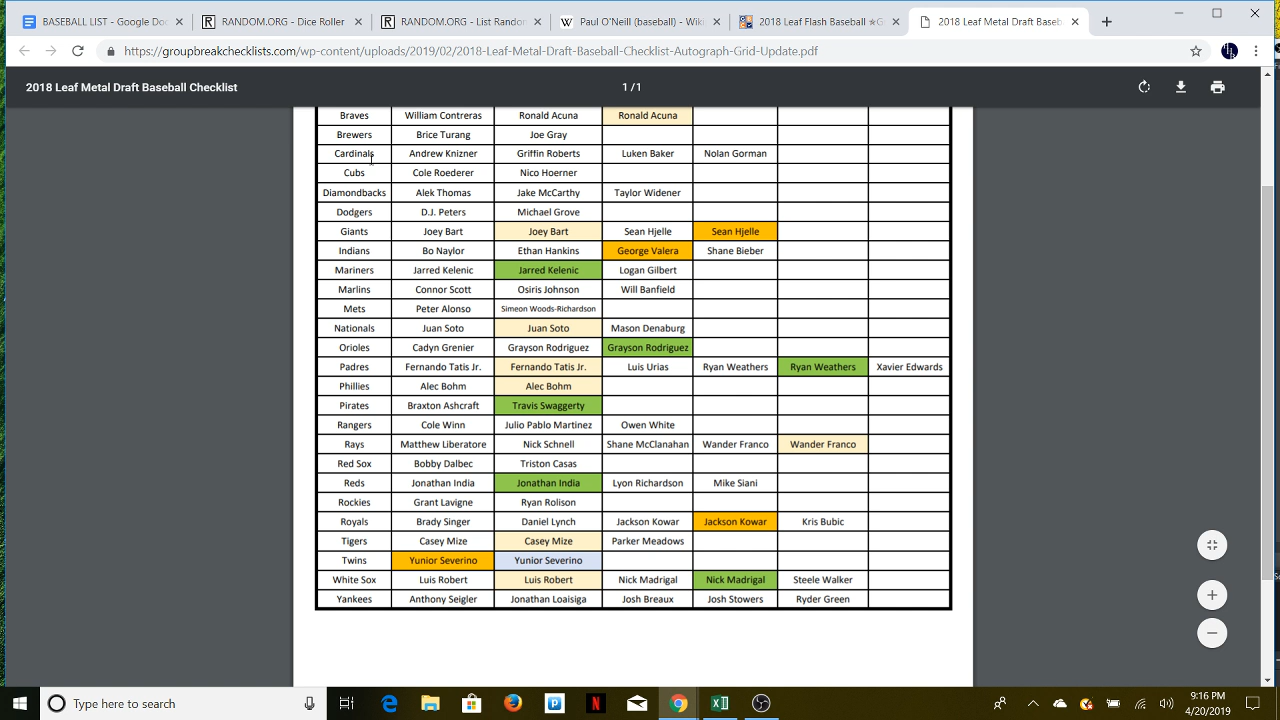 BASEBALL LIST - Google Doc
RANDOM.ORG - Dice Roller
RANDOM.ORG - List Random
W Paul O'Neill (baseball) - Wiki
2018 Leaf Flash Baseball ★G
2018 Leaf Metal Draft Baseb
https://groupbreakchecklists.com/wp-content/uploads/2019/02/2018-Leaf-Metal-Draft-Baseball-Checklist-Autograph-Grid-Update.pdf
2018 Leaf Metal Draft Baseball Checklist 1 / 1
Braves William Contreras Ronald Acuna Ronald Acuna
Brewers Brice Turang Joe Gray
Cardinals Andrew Knizner Griffin Roberts Luken Baker Nolan Gorman
Cubs Cole Roederer Nico Hoerner
Diamondbacks Alek Thomas Jake McCarthy Taylor Widener
Dodgers D.J. Peters Michael Grove
Giants Joey Bart Joey Bart Sean Hjelle Sean Hjelle
Indians Bo Naylor Ethan Hankins George Valera Shane Bieber
Mariners Jarred Kelenic Jarred Kelenic Logan Gilbert
Marlins Connor Scott Osiris Johnson Will Banfield
Mets Peter Alonso Simeon Woods-Richardson
Nationals Juan Soto Juan Soto Mason Denaburg
Orioles Cadyn Grenier Grayson Rodriguez Grayson Rodriguez
Padres Fernando Tatis Jr. Fernando Tatis Jr. Luis Urias Ryan Weathers Ryan Weathers Xavier Edwards
Phillies Alec Bohm Alec Bohm
Pirates Braxton Ashcraft Travis Swaggerty
Rangers Cole Winn Julio Pablo Martinez Owen White
Rays Matthew Liberatore Nick Schnell Shane McClanahan Wander Franco Wander Franco
Red Sox Bobby Dalbec Triston Casas
Reds Jonathan India Jonathan India Lyon Richardson Mike Siani
Rockies Grant Lavigne Ryan Rolison
Royals Brady Singer Daniel Lynch Jackson Kowar Jackson Kowar Kris Bubic
Tigers Casey Mize Casey Mize Parker Meadows
Twins Yunior Severino Yunior Severino
White Sox Luis Robert Luis Robert Nick Madrigal Nick Madrigal Steele Walker
Yankees Anthony Seigler Jonathan Loaisiga Josh Breaux Josh Stowers Ryder Green
Type here to search
9:16 PM
4/20/2019